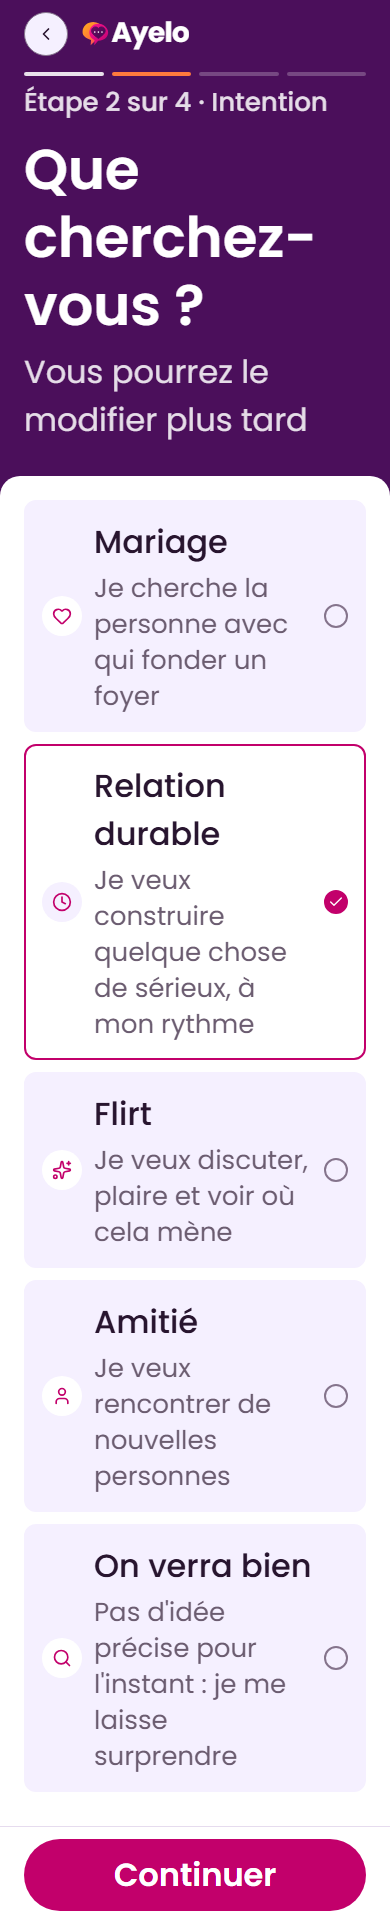 Ayelo
Étape 2 sur 4 · Intention
Que
cherchez-
vous ?
Vous pourrez le
modifier plus tard
Mariage
Je cherche la
personne avec
qui fonder un
foyer
Relation
durable
Je veux
construire
quelque chose
de sérieux, à
mon rythme
Flirt
Je veux discuter,
plaire et voir où
cela mène
Amitié
Je veux
rencontrer de
nouvelles
personnes
On verra bien
Pas d'idée
précise pour
l'instant : je me
laisse
surprendre
Continuer